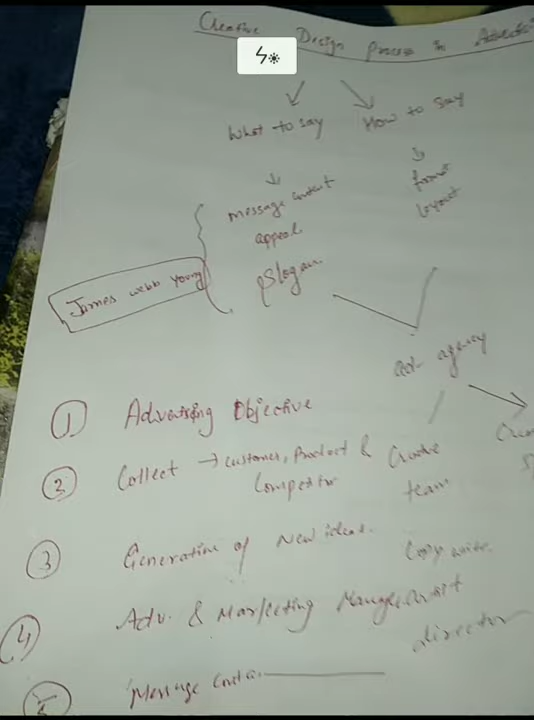 Creative Design Process in
What to say
How to say
message content
format
appeal
layout
Slogan
James webb Young
ad agency
① Advertising Objective
② Collect → customer, Product &
Competitor
Creative
team
③ Generation of New ideas.
Copy writer
④ Adv. & Marketing
director
Message